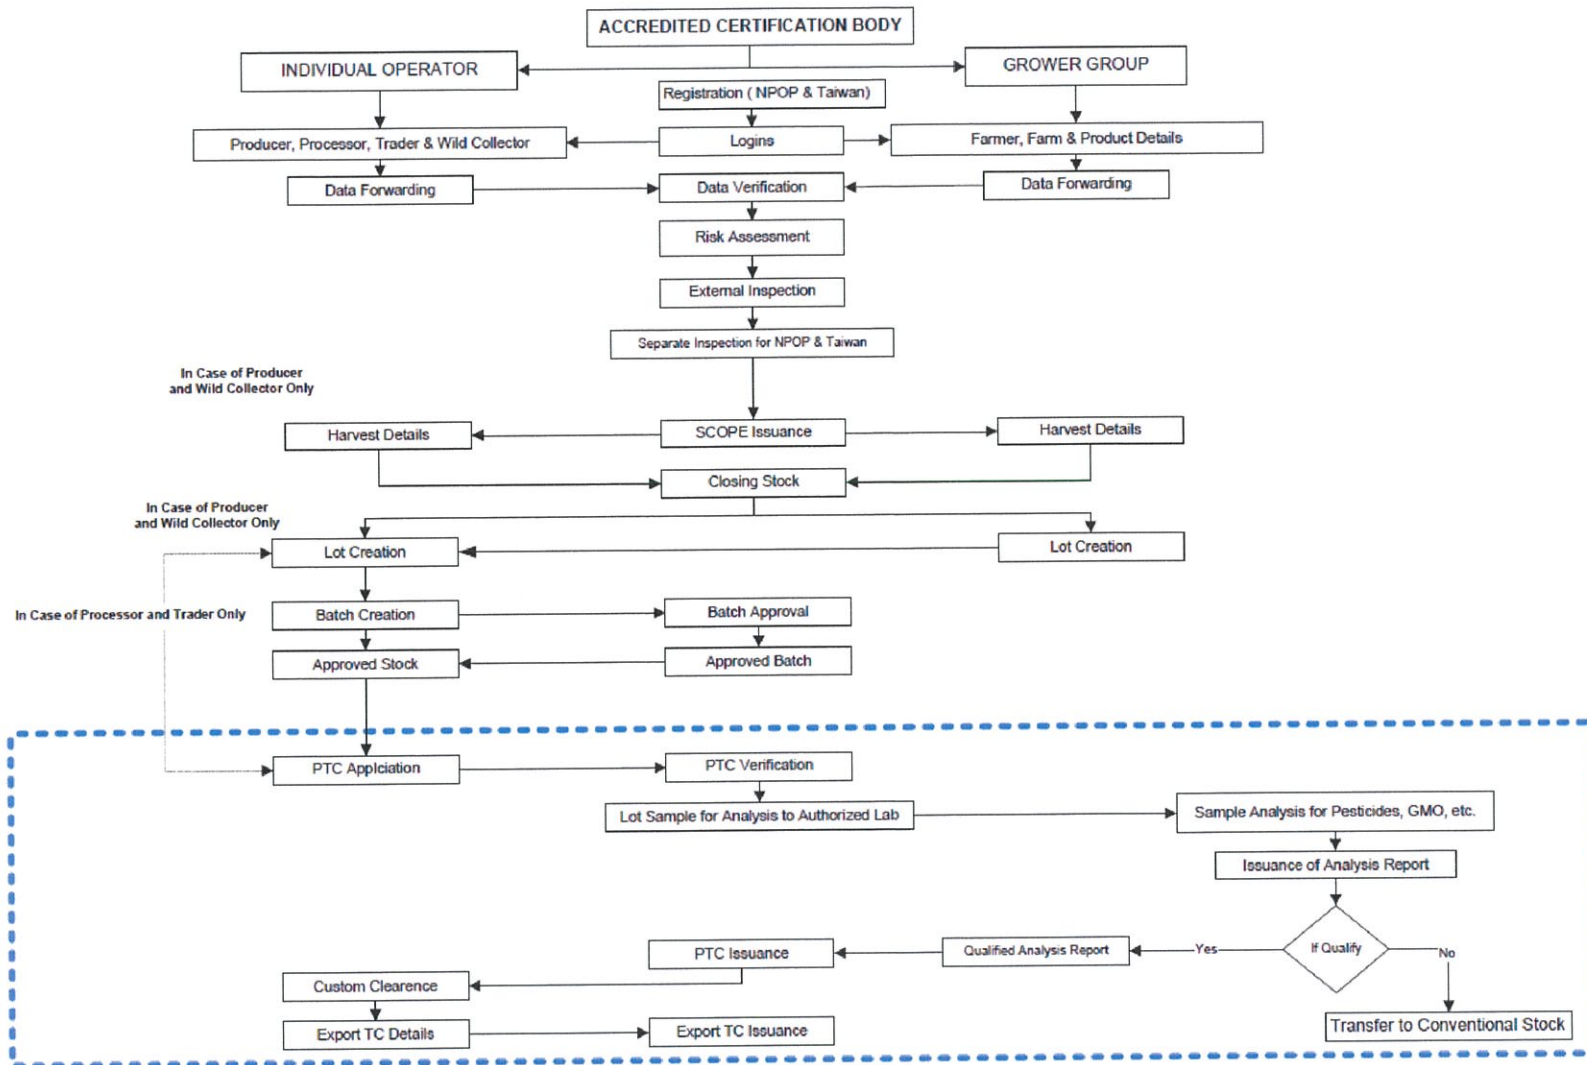 ACCREDITED CERTIFICATION BODY
INDIVIDUAL OPERATOR
GROWER GROUP
Registration ( NPOP & Taiwan)
Producer, Processor, Trader & Wild Collector
Logins
Farmer, Farm & Product Details
Data Forwarding
Data Verification
Data Forwarding
Risk Assessment
External Inspection
Separate Inspection for NPOP & Taiwan
In Case of Producer
and Wild Collector Only
Harvest Details
SCOPE Issuance
Harvest Details
Closing Stock
In Case of Producer
and Wild Collector Only
Lot Creation
Lot Creation
In Case of Processor and Trader Only
Batch Creation
Batch Approval
Approved Stock
Approved Batch
PTC Applciation
PTC Verification
Lot Sample for Analysis to Authorized Lab
Sample Analysis for Pesticides, GMO, etc.
Issuance of Analysis Report
If Qualify
Yes
No
Qualified Analysis Report
PTC Issuance
Custom Clearence
Export TC Details
Export TC Issuance
Transfer to Conventional Stock